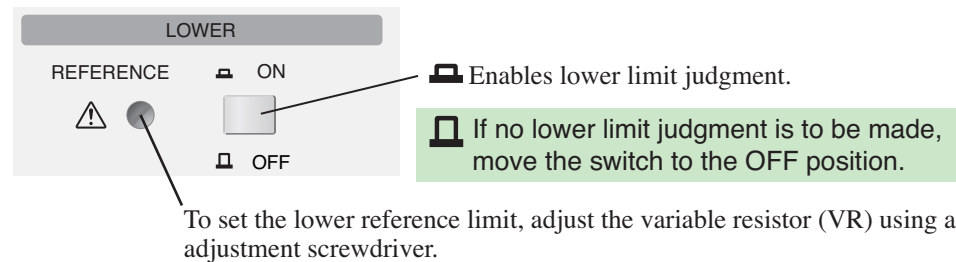 LOWER
REFERENCE ON
OFF
Enables lower limit judgment.
If no lower limit judgment is to be made,
move the switch to the OFF position.
To set the lower reference limit, adjust the variable resistor (VR) using a
adjustment screwdriver.